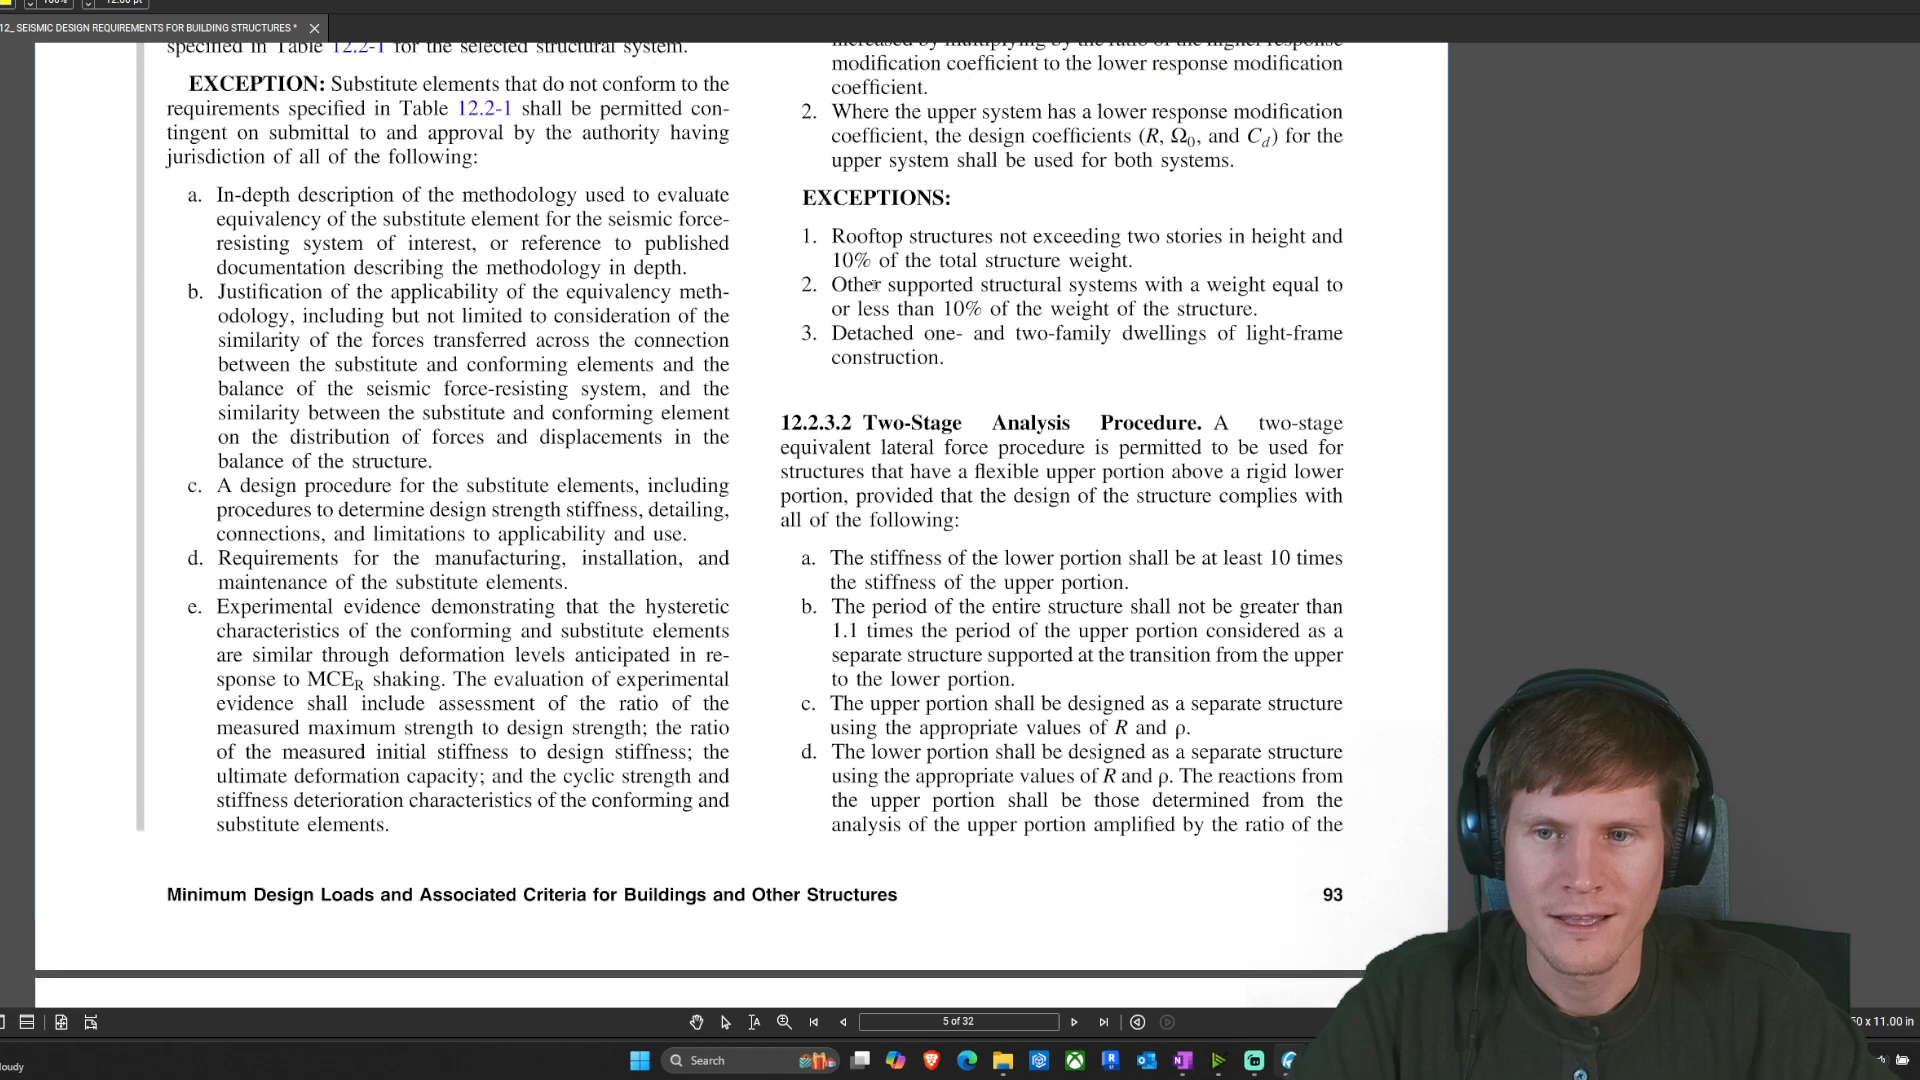 100%
12.00 pt
12_ SEISMIC DESIGN REQUIREMENTS FOR BUILDING STRUCTURES *
specified in Table 12.2-1 for the selected structural system.
EXCEPTION: Substitute elements that do not conform to the
requirements specified in Table 12.2-1 shall be permitted con-
tingent on submittal to and approval by the authority having
jurisdiction of all of the following:
a. In-depth description of the methodology used to evaluate
equivalency of the substitute element for the seismic force-
resisting system of interest, or reference to published
documentation describing the methodology in depth.
b. Justification of the applicability of the equivalency meth-
odology, including but not limited to consideration of the
similarity of the forces transferred across the connection
between the substitute and conforming elements and the
balance of the seismic force-resisting system, and the
similarity between the substitute and conforming element
on the distribution of forces and displacements in the
balance of the structure.
c. A design procedure for the substitute elements, including
procedures to determine design strength stiffness, detailing,
connections, and limitations to applicability and use.
d. Requirements for the manufacturing, installation, and
maintenance of the substitute elements.
e. Experimental evidence demonstrating that the hysteretic
characteristics of the conforming and substitute elements
are similar through deformation levels anticipated in re-
sponse to MCER shaking. The evaluation of experimental
evidence shall include assessment of the ratio of the
measured maximum strength to design strength; the ratio
of the measured initial stiffness to design stiffness; the
ultimate deformation capacity; and the cyclic strength and
stiffness deterioration characteristics of the conforming and
substitute elements.
increased by multiplying by the ratio of the higher response
modification coefficient to the lower response modification
coefficient.
2. Where the upper system has a lower response modification
coefficient, the design coefficients (R, Ω0, and Cd) for the
upper system shall be used for both systems.
EXCEPTIONS:
1. Rooftop structures not exceeding two stories in height and
10% of the total structure weight.
2. Other supported structural systems with a weight equal to
or less than 10% of the weight of the structure.
3. Detached one- and two-family dwellings of light-frame
construction.
12.2.3.2 Two-Stage Analysis Procedure. A two-stage
equivalent lateral force procedure is permitted to be used for
structures that have a flexible upper portion above a rigid lower
portion, provided that the design of the structure complies with
all of the following:
a. The stiffness of the lower portion shall be at least 10 times
the stiffness of the upper portion.
b. The period of the entire structure shall not be greater than
1.1 times the period of the upper portion considered as a
separate structure supported at the transition from the upper
to the lower portion.
c. The upper portion shall be designed as a separate structure
using the appropriate values of R and ρ.
d. The lower portion shall be designed as a separate structure
using the appropriate values of R and ρ. The reactions from
the upper portion shall be those determined from the
analysis of the upper portion amplified by the ratio of the
Minimum Design Loads and Associated Criteria for Buildings and Other Structures 93
5 of 32
50 x 11.00 in
Search
loudy